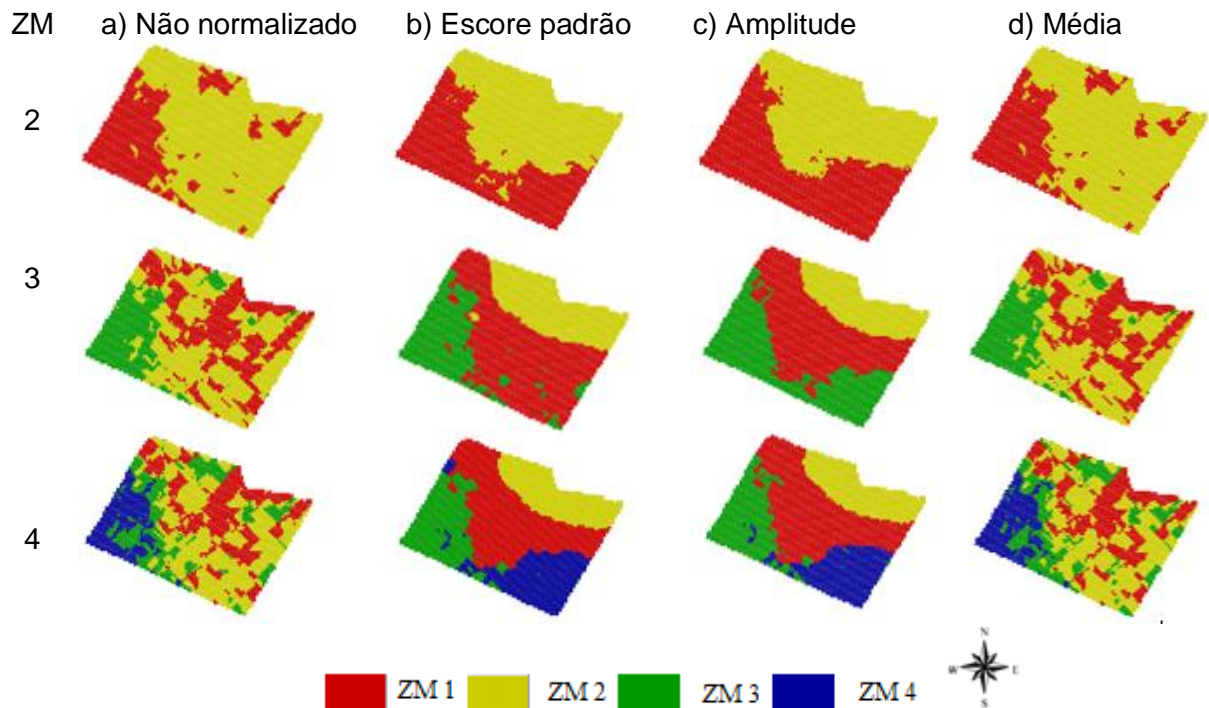 ZM a) Não normalizado b) Escore padrão c) Amplitude d) Média
2
3
4
N
W E
S
ZM 1 ZM 2 ZM 3 ZM 4